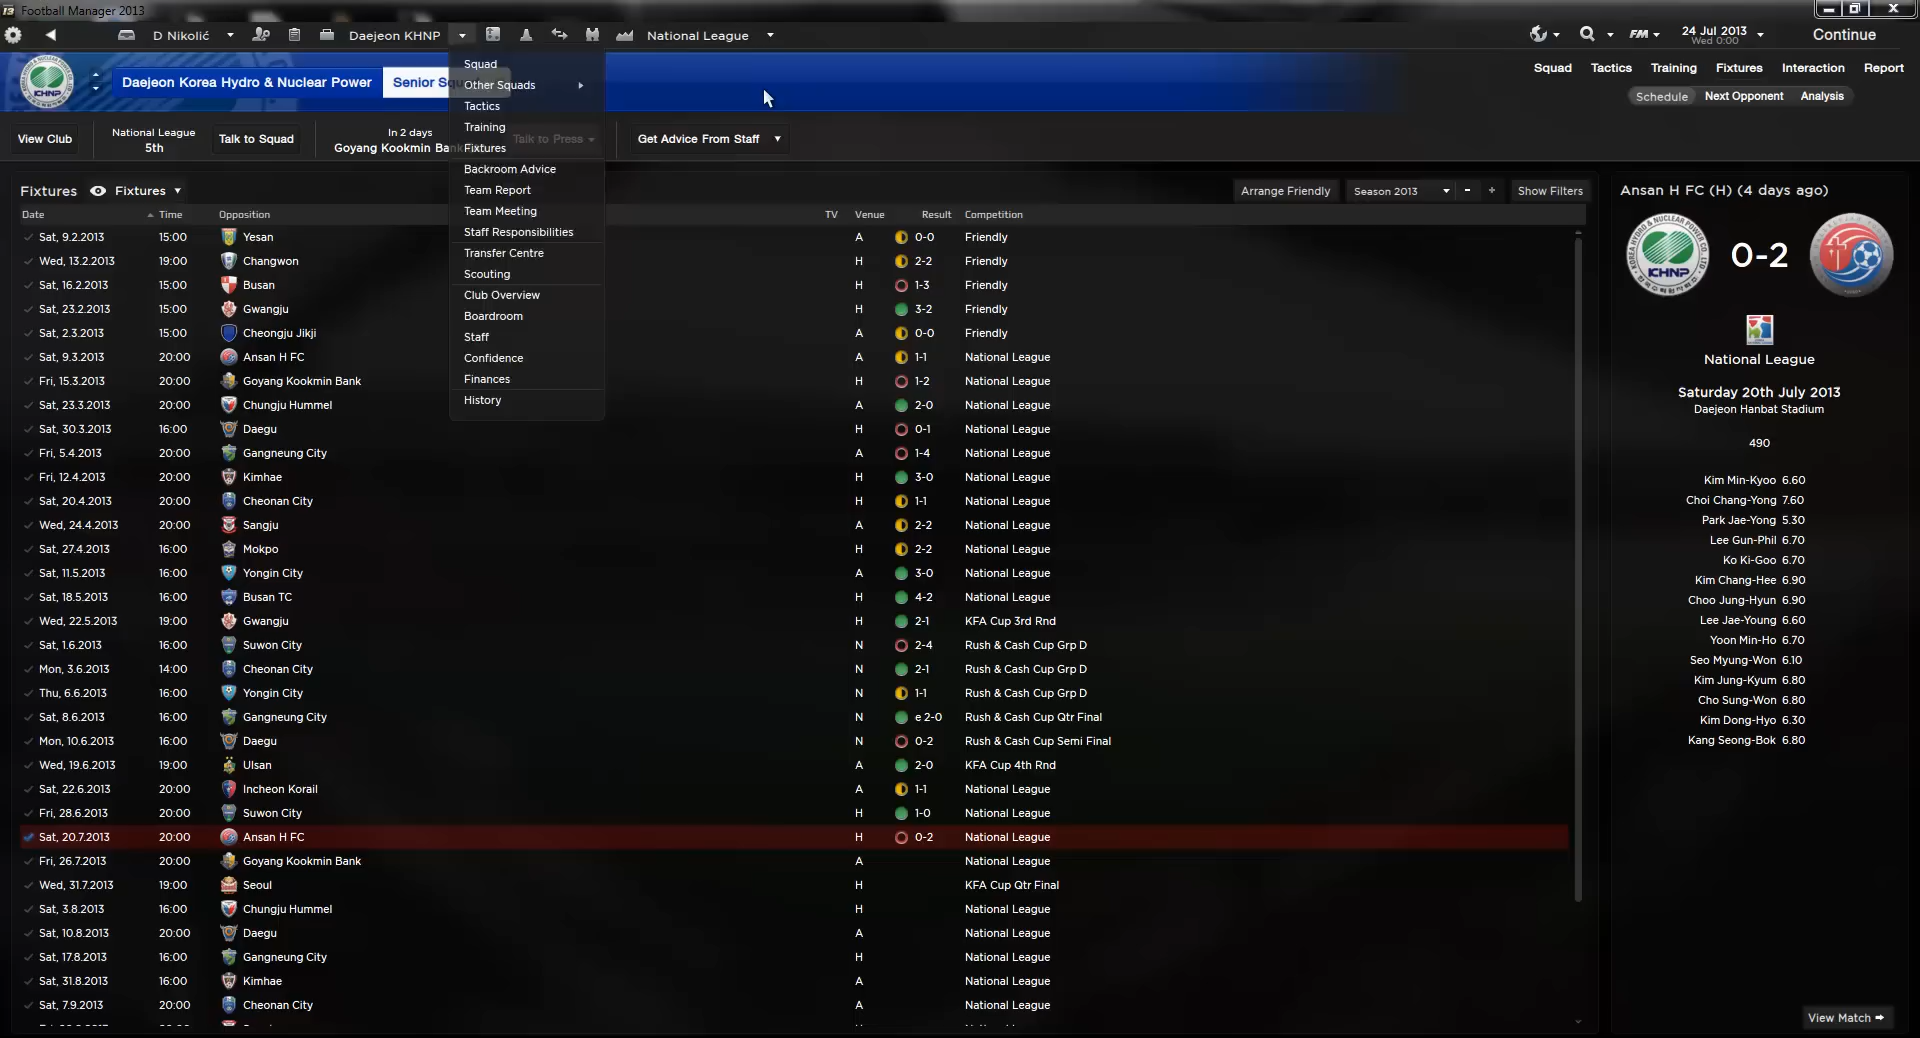 Football Manager 2013
D Nikolić Daejeon KHNP National League FM 24 Jul 2013 Wed 0:00 Continue
Daejeon Korea Hydro & Nuclear Power Senior Squad
Squad Tactics Training Fixtures Interaction Report
Schedule Next Opponent Analysis
View Club National League 5th Talk to Squad In 2 days Goyang Kookmin Bank Talk to Press Get Advice From Staff
Squad
Other Squads
Tactics
Training
Fixtures
Backroom Advice
Team Report
Team Meeting
Staff Responsibilities
Transfer Centre
Scouting
Club Overview
Boardroom
Staff
Confidence
Finances
History
Fixtures Fixtures Arrange Friendly Season 2013 - + Show Filters
Date Time Opposition TV Venue Result Competition
Sat, 9.2.2013 15:00 Yesan A 0-0 Friendly
Wed, 13.2.2013 19:00 Changwon H 2-2 Friendly
Sat, 16.2.2013 15:00 Busan H 1-3 Friendly
Sat, 23.2.2013 15:00 Gwangju H 3-2 Friendly
Sat, 2.3.2013 15:00 Cheongju Jikji A 0-0 Friendly
Sat, 9.3.2013 20:00 Ansan H FC A 1-1 National League
Fri, 15.3.2013 20:00 Goyang Kookmin Bank H 1-2 National League
Sat, 23.3.2013 20:00 Chungju Hummel A 2-0 National League
Sat, 30.3.2013 16:00 Daegu H 0-1 National League
Fri, 5.4.2013 20:00 Gangneung City A 1-4 National League
Fri, 12.4.2013 20:00 Kimhae H 3-0 National League
Sat, 20.4.2013 20:00 Cheonan City H 1-1 National League
Wed, 24.4.2013 20:00 Sangju A 2-2 National League
Sat, 27.4.2013 16:00 Mokpo H 2-2 National League
Sat, 11.5.2013 16:00 Yongin City A 3-0 National League
Sat, 18.5.2013 16:00 Busan TC H 4-2 National League
Wed, 22.5.2013 19:00 Gwangju H 2-1 KFA Cup 3rd Rnd
Sat, 1.6.2013 16:00 Suwon City N 2-4 Rush & Cash Cup Grp D
Mon, 3.6.2013 14:00 Cheonan City N 2-1 Rush & Cash Cup Grp D
Thu, 6.6.2013 16:00 Yongin City N 1-1 Rush & Cash Cup Grp D
Sat, 8.6.2013 16:00 Gangneung City N e 2-0 Rush & Cash Cup Qtr Final
Mon, 10.6.2013 16:00 Daegu N 0-2 Rush & Cash Cup Semi Final
Wed, 19.6.2013 19:00 Ulsan A 2-0 KFA Cup 4th Rnd
Sat, 22.6.2013 20:00 Incheon Korail A 1-1 National League
Fri, 28.6.2013 20:00 Suwon City H 1-0 National League
Sat, 20.7.2013 20:00 Ansan H FC H 0-2 National League
Fri, 26.7.2013 20:00 Goyang Kookmin Bank A National League
Wed, 31.7.2013 19:00 Seoul H KFA Cup Qtr Final
Sat, 3.8.2013 16:00 Chungju Hummel H National League
Sat, 10.8.2013 20:00 Daegu A National League
Sat, 17.8.2013 16:00 Gangneung City H National League
Sat, 31.8.2013 16:00 Kimhae A National League
Sat, 7.9.2013 20:00 Cheonan City A National League
Ansan H FC (H) (4 days ago)
KHNP 0-2
National League
Saturday 20th July 2013
Daejeon Hanbat Stadium
490
Kim Min-Kyoo 6.60
Choi Chang-Yong 7.60
Park Jae-Yong 5.30
Lee Gun-Phil 6.70
Ko Ki-Goo 6.70
Kim Chang-Hee 6.90
Choo Jung-Hyun 6.90
Lee Jae-Young 6.60
Yoon Min-Ho 6.70
Seo Myung-Won 6.10
Kim Jung-Kyum 6.80
Cho Sung-Won 6.80
Kim Dong-Hyo 6.30
Kang Seong-Bok 6.80
View Match